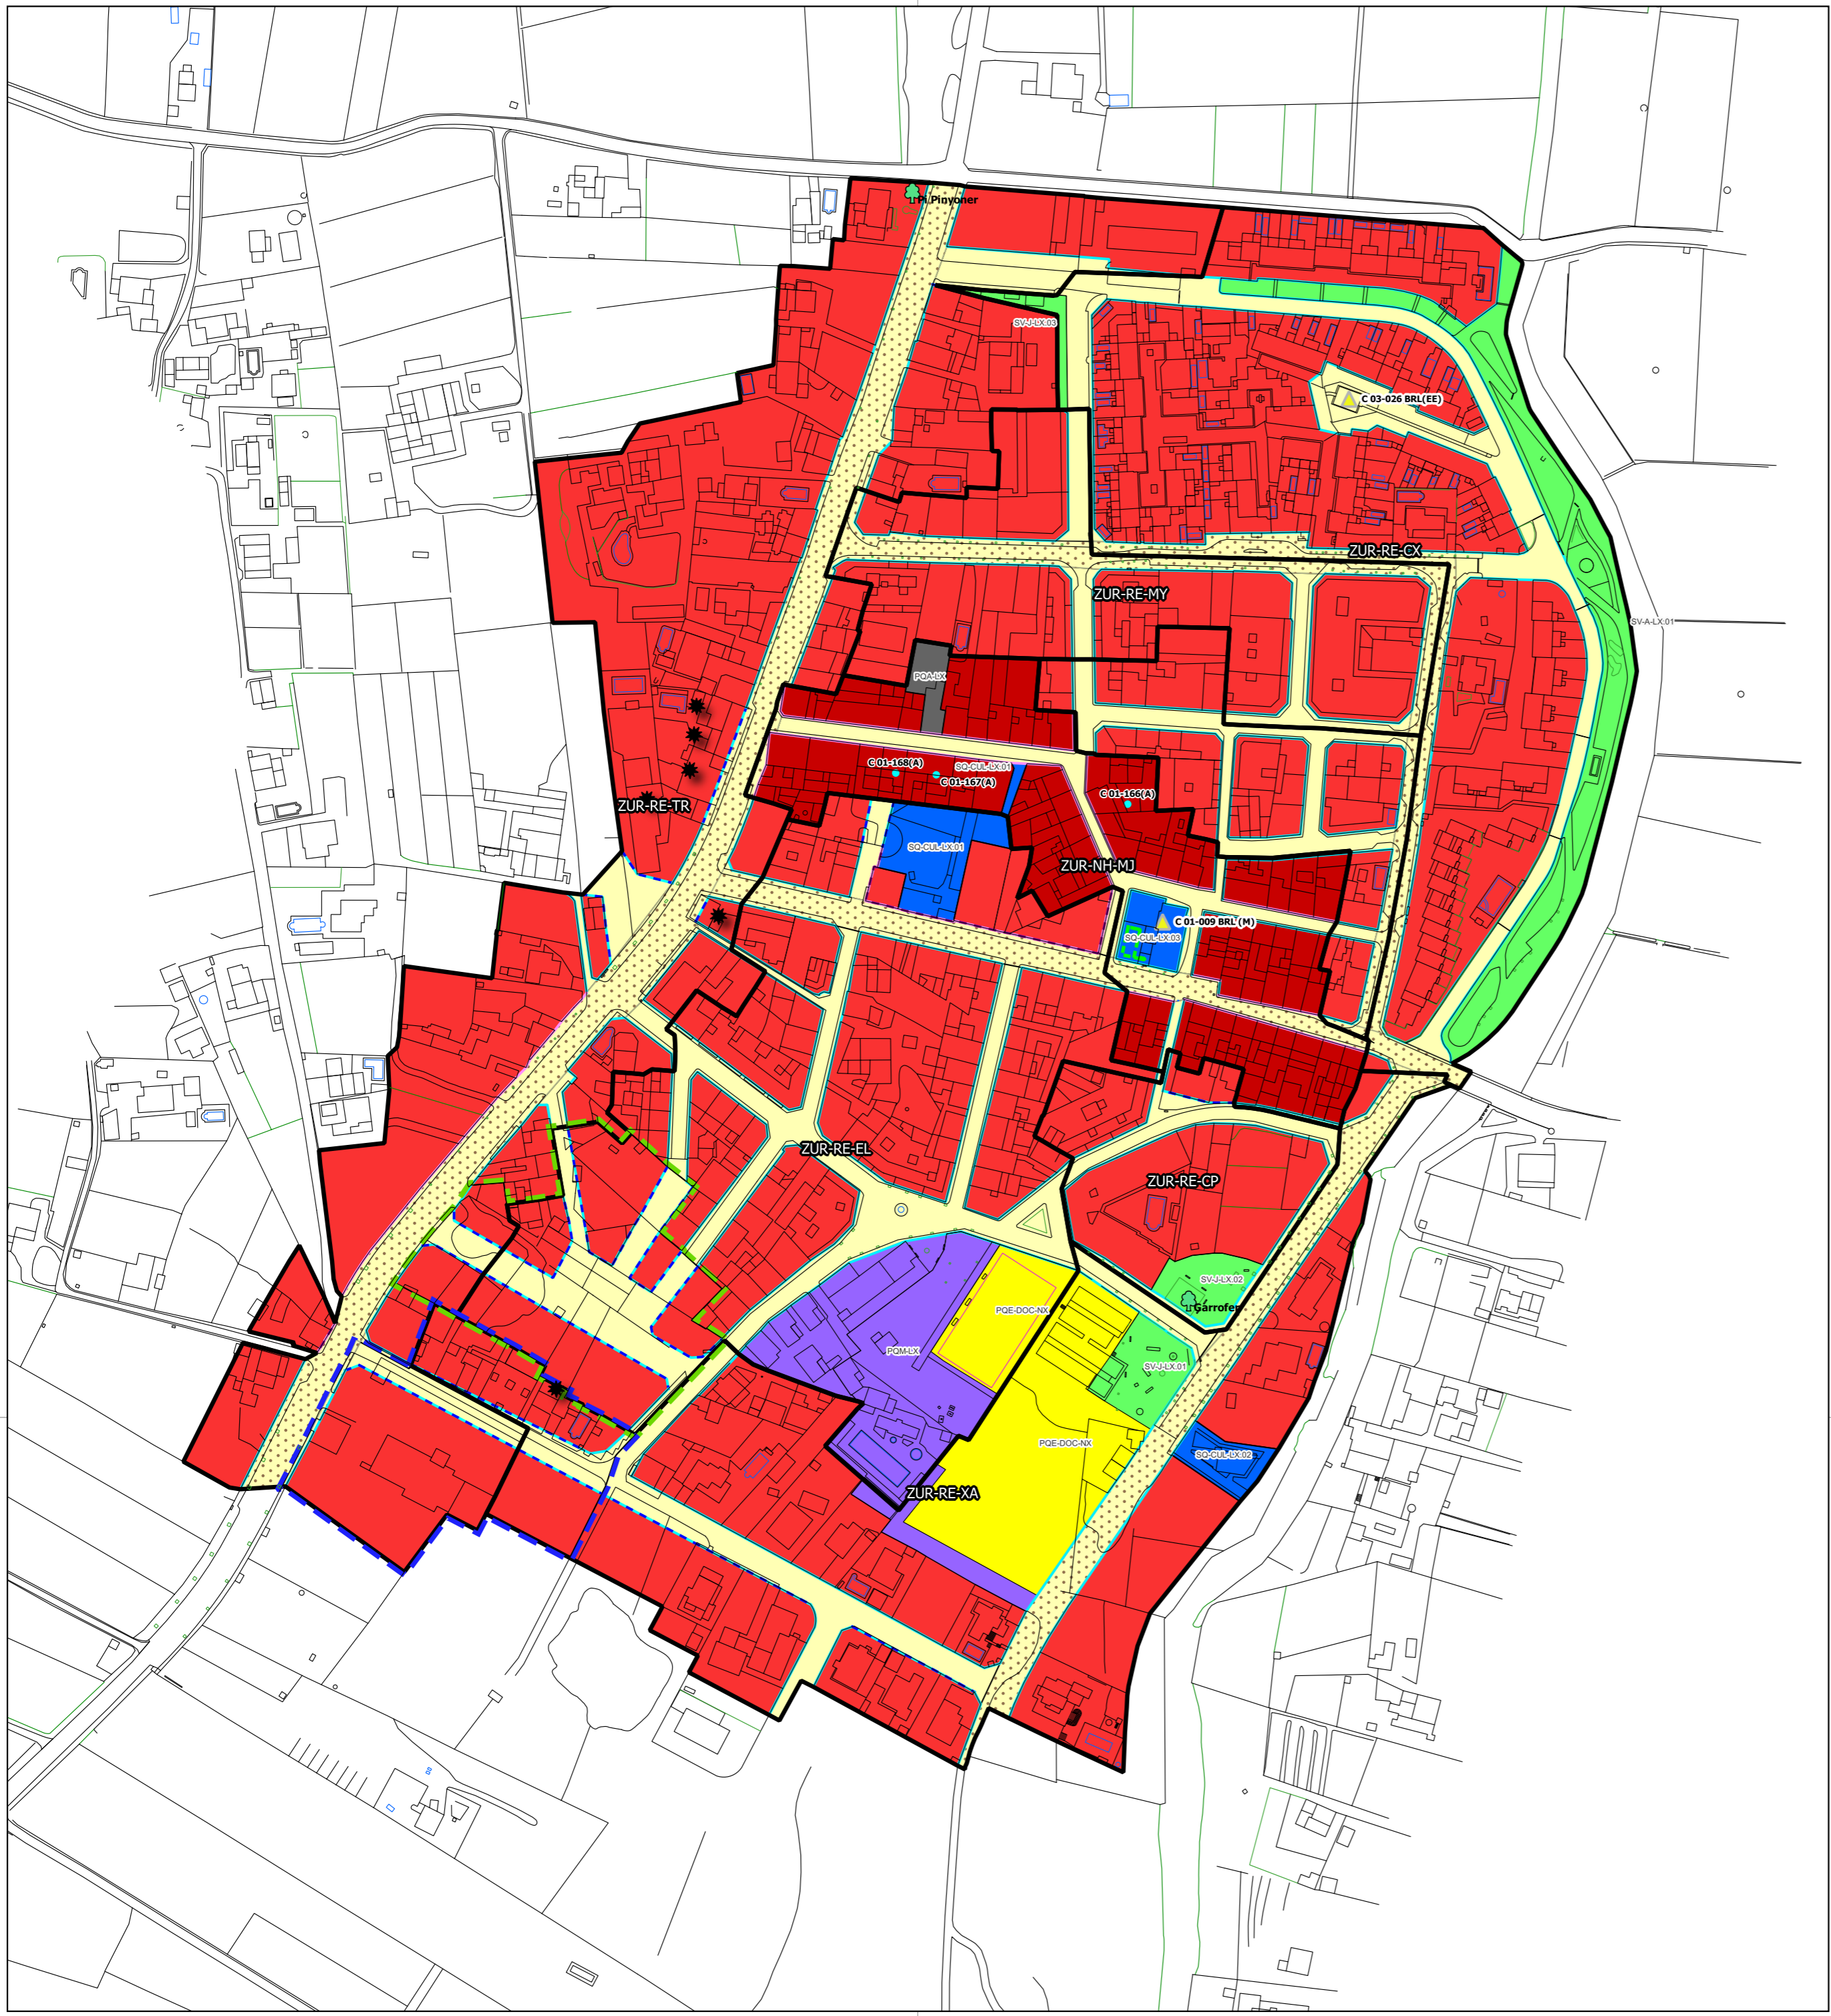 Pi Pinyoner
SV-J-LX:03
C 03-026 BRL(EE)
ZUR-RE-CX
ZUR-RE-MY
SV-A-LX:01
PQA-LX
C 01-168(A)
SQ-CUL-LX:01
C 01-167(A)
C 01-166(A)
ZUR-RE-TR
SQ-CUL-LX:01
ZUR-NH-MJ
C 01-009 BRL (M)
SQ-CUL-LX:03
ZUR-RE-EL
ZUR-RE-CP
SV-J-LX:02
Garrofer
PQE-DOC-NX
PQM-LX
SV-J-LX:01
PQE-DOC-NX
SQ-CUL-LX:02
ZUR-RE-XA